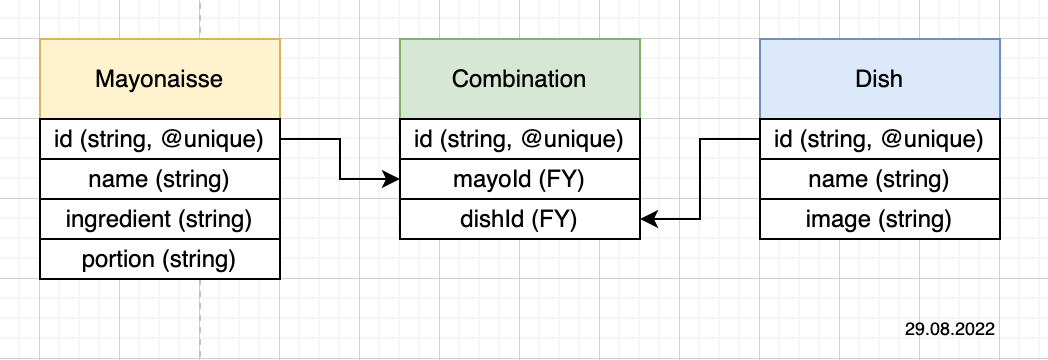 Mayonaisse
id (string, @unique)
name (string)
ingredient (string)
portion (string)
Combination
id (string, @unique)
mayoId (FY)
dishId (FY)
Dish
id (string, @unique)
name (string)
image (string)
29.08.2022